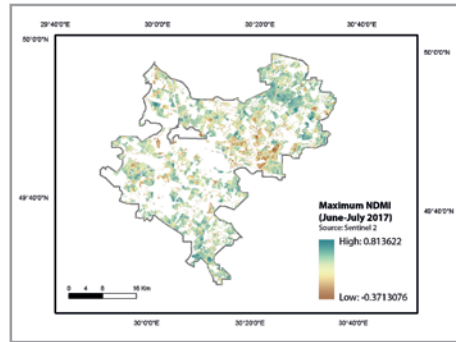 29°40'0"E 30°0'0"E 30°20'0"E 30°40'0"E
50°0'0"N
50°0'0"N
49°40'0"N
49°40'0"N
Maximum NDMI
(June-July 2017)
Source: Sentinel 2
High: 0.813622
Low: -0.3713076
0 4 8 16 Km
30°0'0"E 30°20'0"E 30°40'0"E